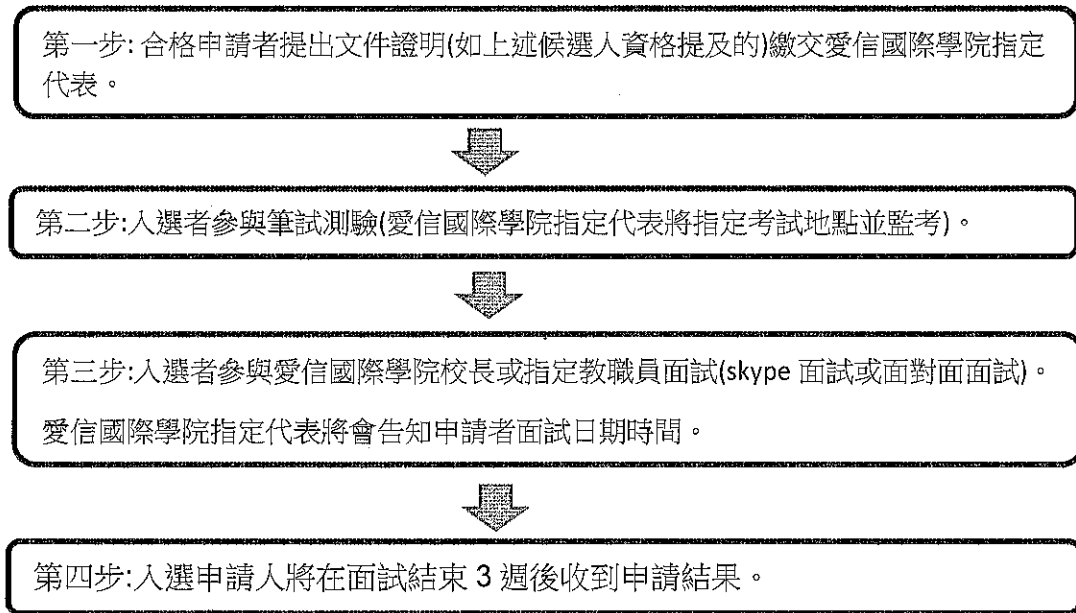 第一步: 合格申請者提出文件證明(如上述候選人資格提及的)繳交愛信國際學院指定
代表。
第二步:入選者參與筆試測驗(愛信國際學院指定代表將指定考試地點並監考)。
第三步:入選者參與愛信國際學院校長或指定教職員面試(skype 面試或面對面面試)。
愛信國際學院指定代表將會告知申請者面試日期時間。
第四步:入選申請人將在面試結束 3 週後收到申請結果。